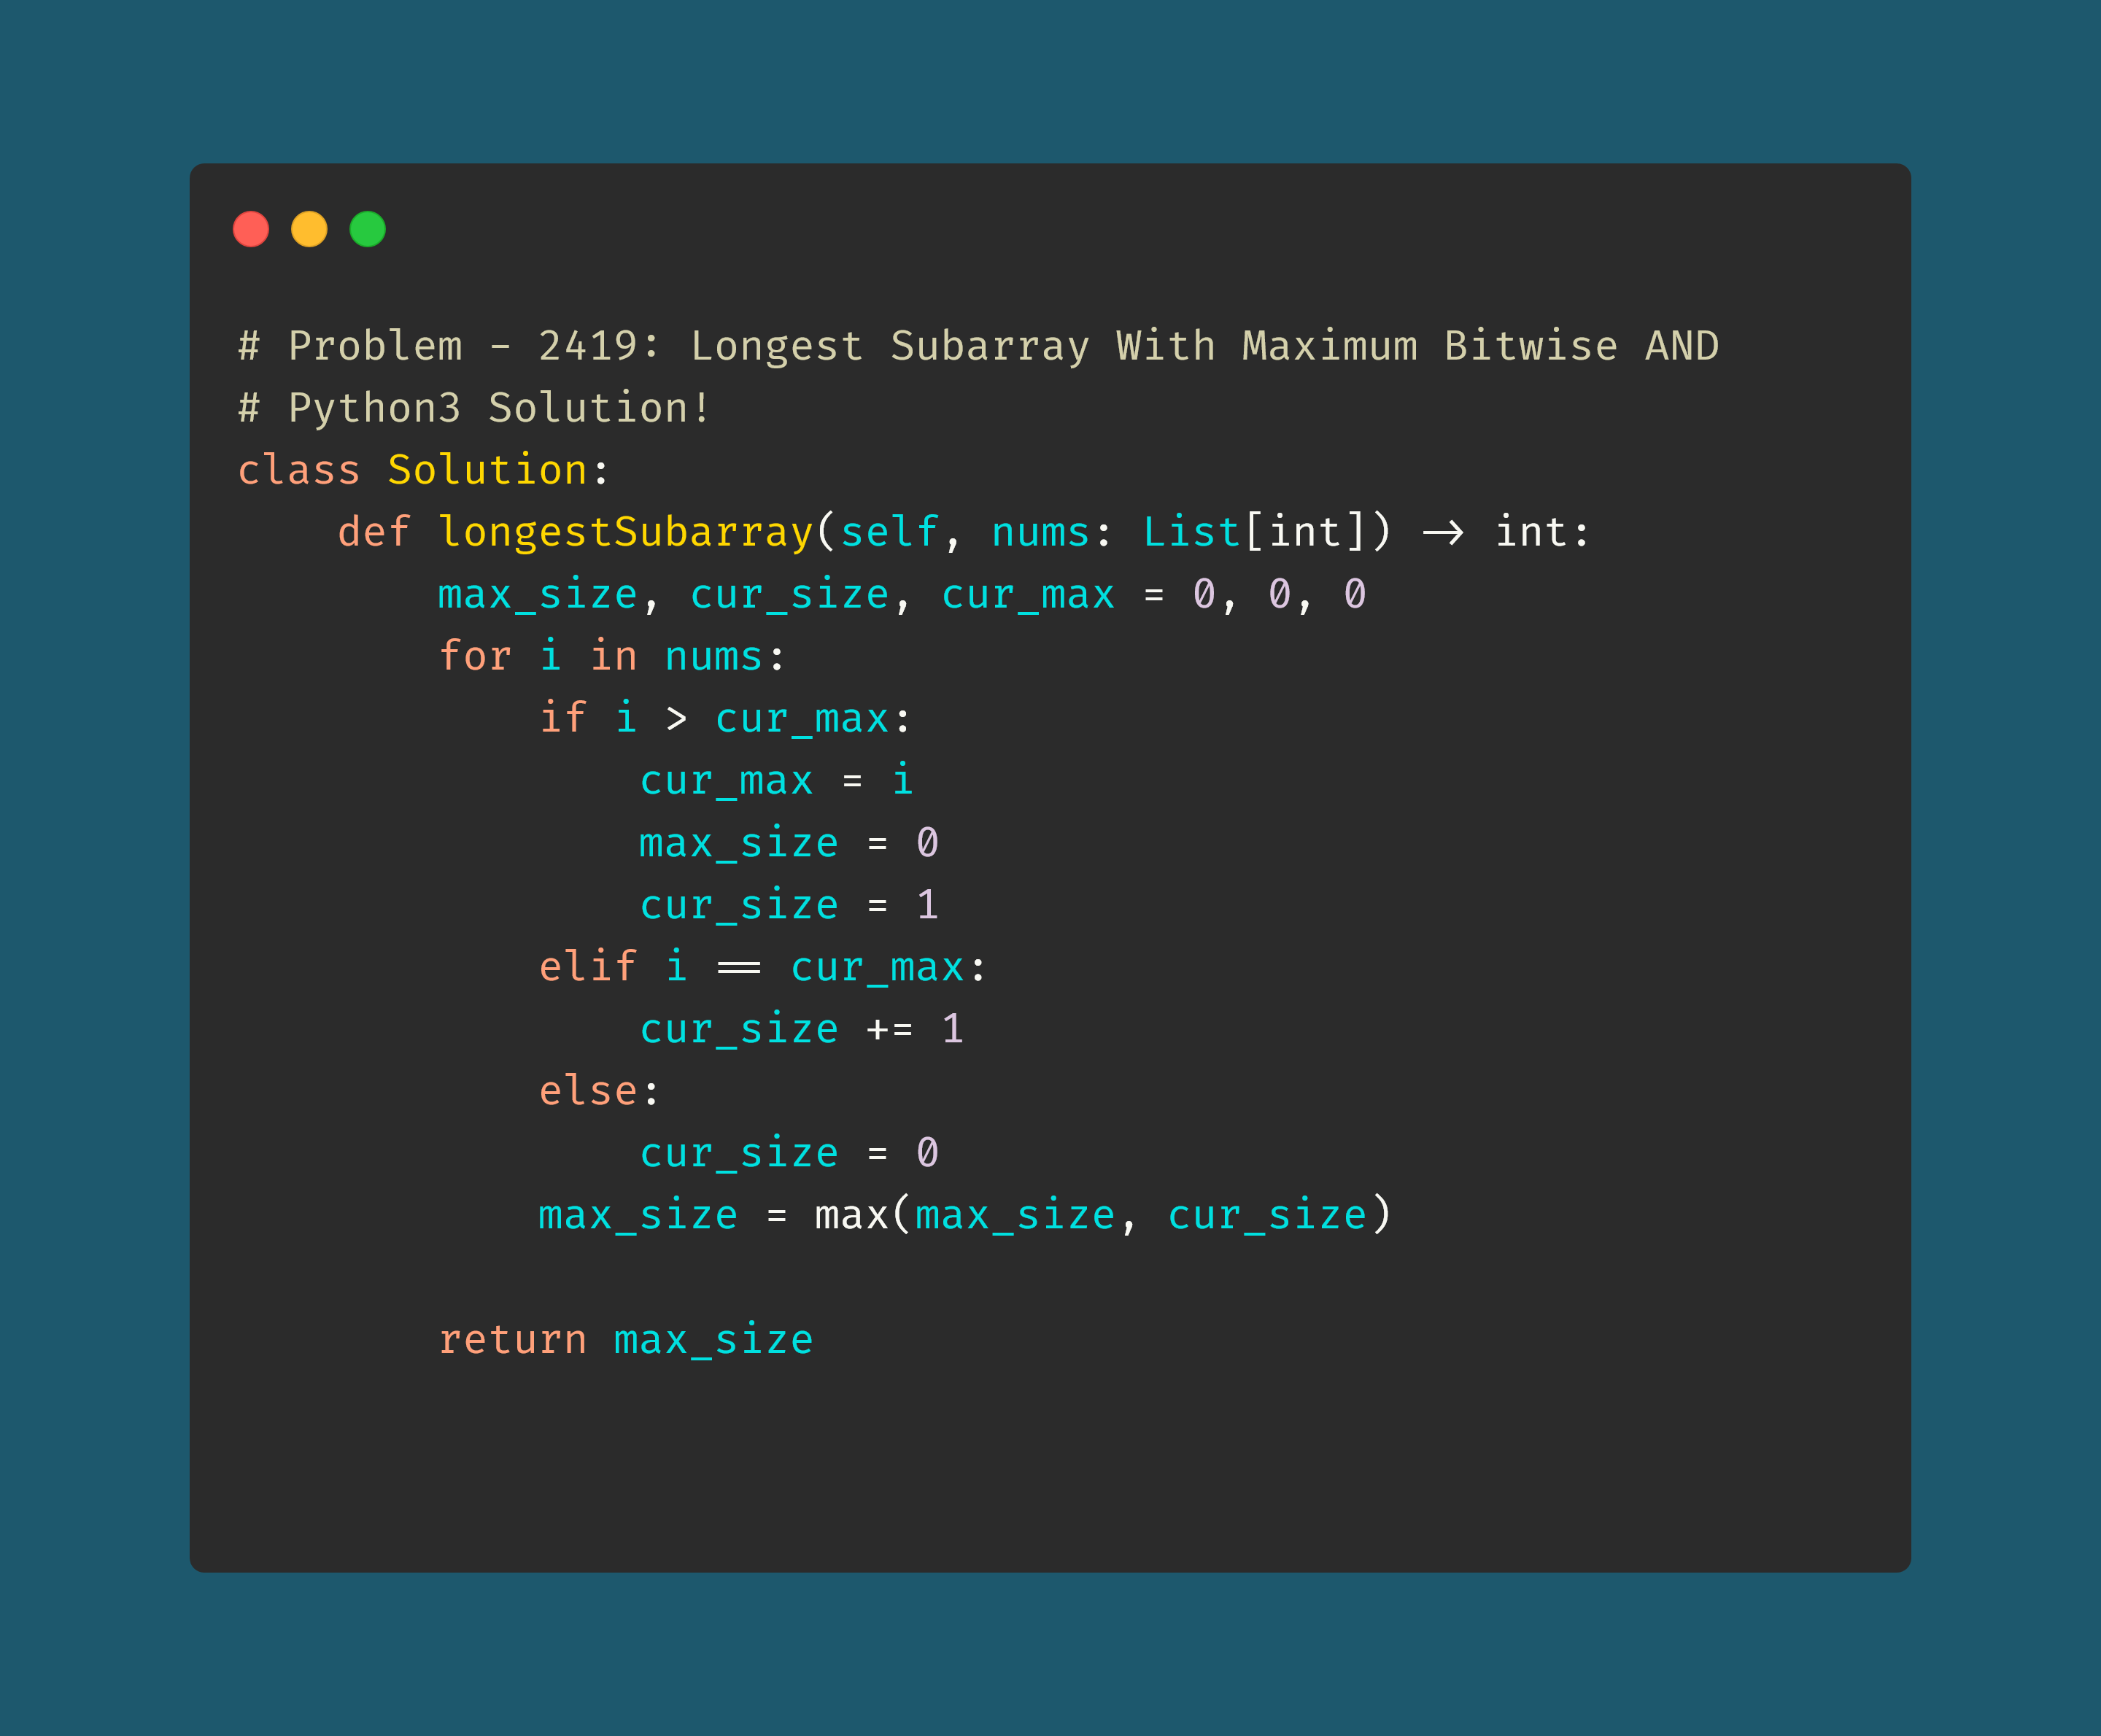 # Problem - 2419: Longest Subarray With Maximum Bitwise AND
# Python3 Solution!
class Solution:
    def longestSubarray(self, nums: List[int]) -> int:
        max_size, cur_size, cur_max = 0, 0, 0
        for i in nums:
            if i > cur_max:
                cur_max = i
                max_size = 0
                cur_size = 1
            elif i == cur_max:
                cur_size += 1
            else:
                cur_size = 0
            max_size = max(max_size, cur_size)

        return max_size